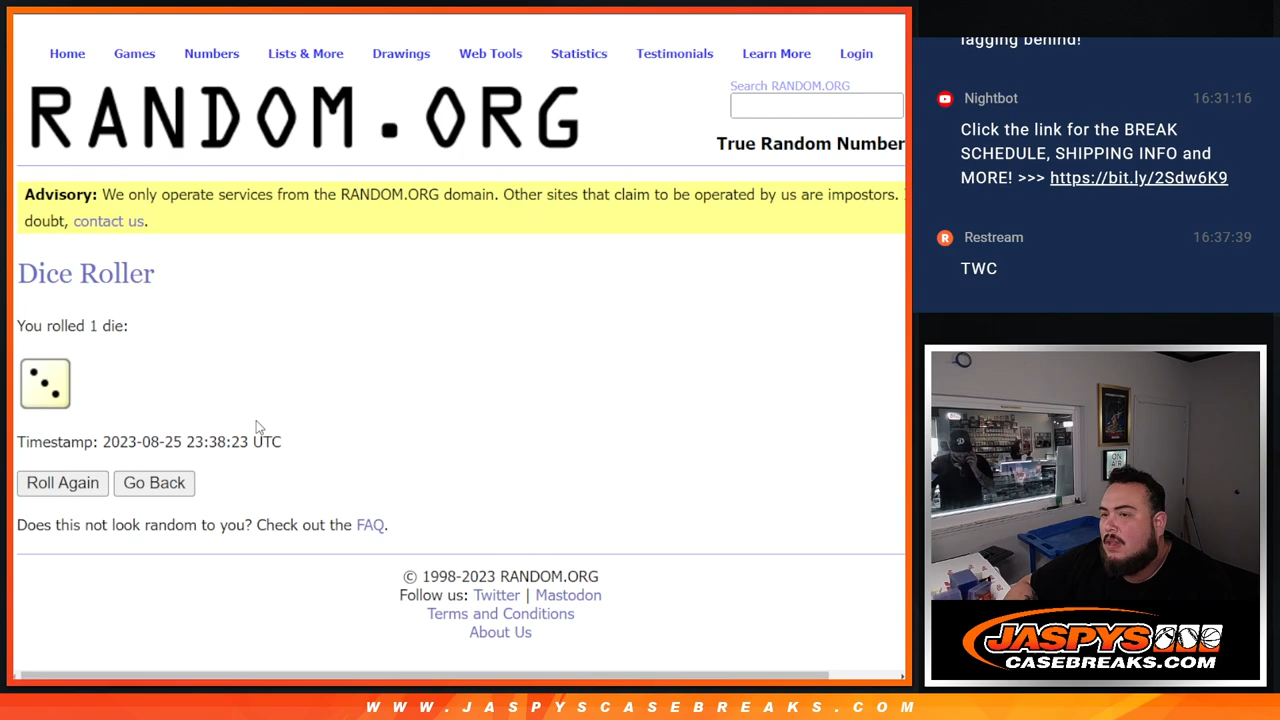 Home Games Numbers Lists & More Drawings Web Tools Statistics Testimonials Learn More Login
RANDOM.ORG
Search RANDOM.ORG
True Random Number
Advisory: We only operate services from the RANDOM.ORG domain. Other sites that claim to be operated by us are impostors.
doubt, contact us.
Dice Roller
You rolled 1 die:
Timestamp: 2023-08-25 23:38:23 UTC
Roll Again Go Back
Does this not look random to you? Check out the FAQ.
© 1998-2023 RANDOM.ORG
Follow us: Twitter | Mastodon
Terms and Conditions
About Us
lagging behind!
Nightbot 16:31:16
Click the link for the BREAK
SCHEDULE, SHIPPING INFO and
MORE! >>> https://bit.ly/2Sdw6K9
Restream 16:37:39
TWC
ON
AIR
JASPYS
CASEBREAKS.COM
WWW.JASPYSCASEBREAKS.COM